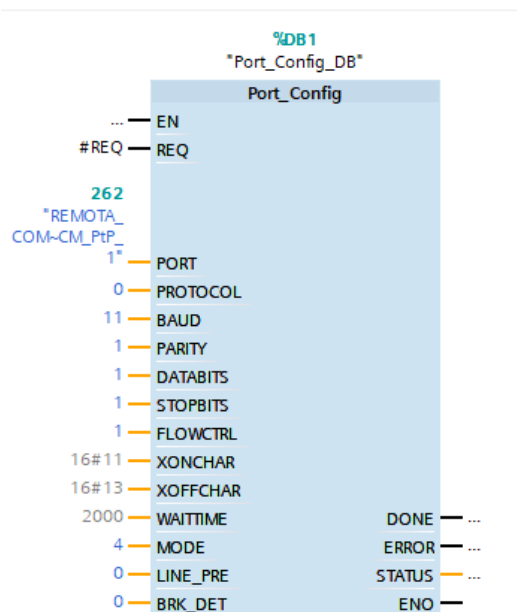 %DB1
"Port_Config_DB"
Port_Config
... EN
#REQ REQ
262
"REMOTA_
COM~CM_PtP_
1" PORT
0 PROTOCOL
11 BAUD
1 PARITY
1 DATABITS
1 STOPBITS
1 FLOWCTRL
16#11 XONCHAR
16#13 XOFFCHAR
2000 WAITTIME DONE ...
4 MODE ERROR ...
0 LINE_PRE STATUS ...
0 BRK_DET ENO